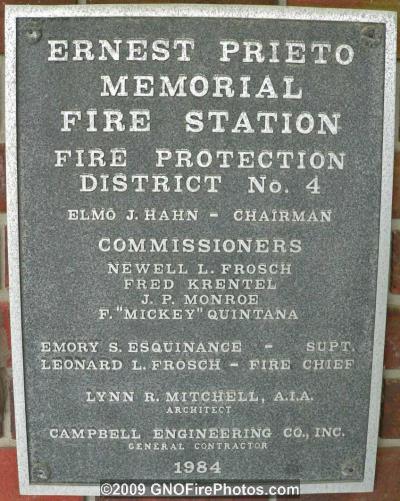 ERNEST PRIETO
MEMORIAL
FIRE STATION
FIRE PROTECTION
DISTRICT No. 4
ELMO J. HAHN - CHAIRMAN
COMMISSIONERS
NEWELL L. FROSCH
FRED KRENTEL
J. P. MONROE
F. "MICKEY" QUINTANA
EMORY S. ESQUINANCE - SUPT.
LEONARD L. FROSCH - FIRE CHIEF
LYNN R. MITCHELL, A.I.A.
ARCHITECT
CAMPBELL ENGINEERING CO., INC.
GENERAL CONTRACTOR
1984
©2009 GNOFirePhotos.com